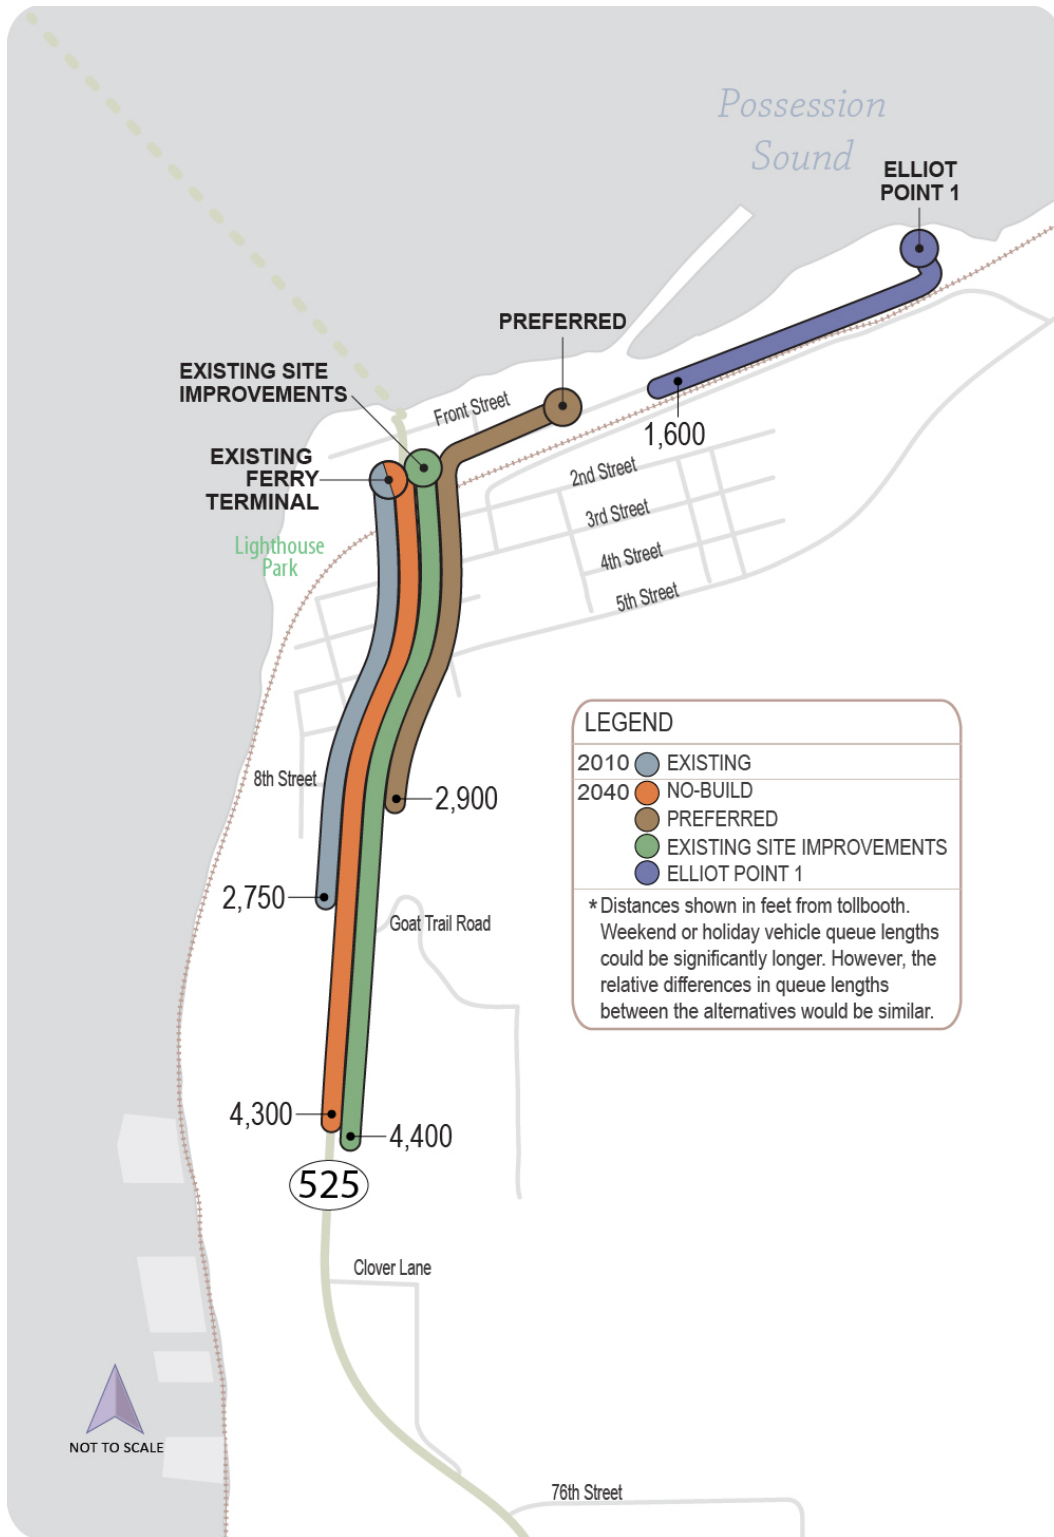 Possession
Sound
ELLIOT
POINT 1
PREFERRED
EXISTING SITE
IMPROVEMENTS
Front Street
1,600
EXISTING
FERRY
TERMINAL
2nd Street
3rd Street
Lighthouse
Park
4th Street
5th Street
8th Street
2,900
2,750
Goat Trail Road
LEGEND
2010 EXISTING
2040 NO-BUILD
PREFERRED
EXISTING SITE IMPROVEMENTS
ELLIOT POINT 1
* Distances shown in feet from tollbooth.
Weekend or holiday vehicle queue lengths
could be significantly longer. However, the
relative differences in queue lengths
between the alternatives would be similar.
4,300
4,400
525
Clover Lane
NOT TO SCALE
76th Street